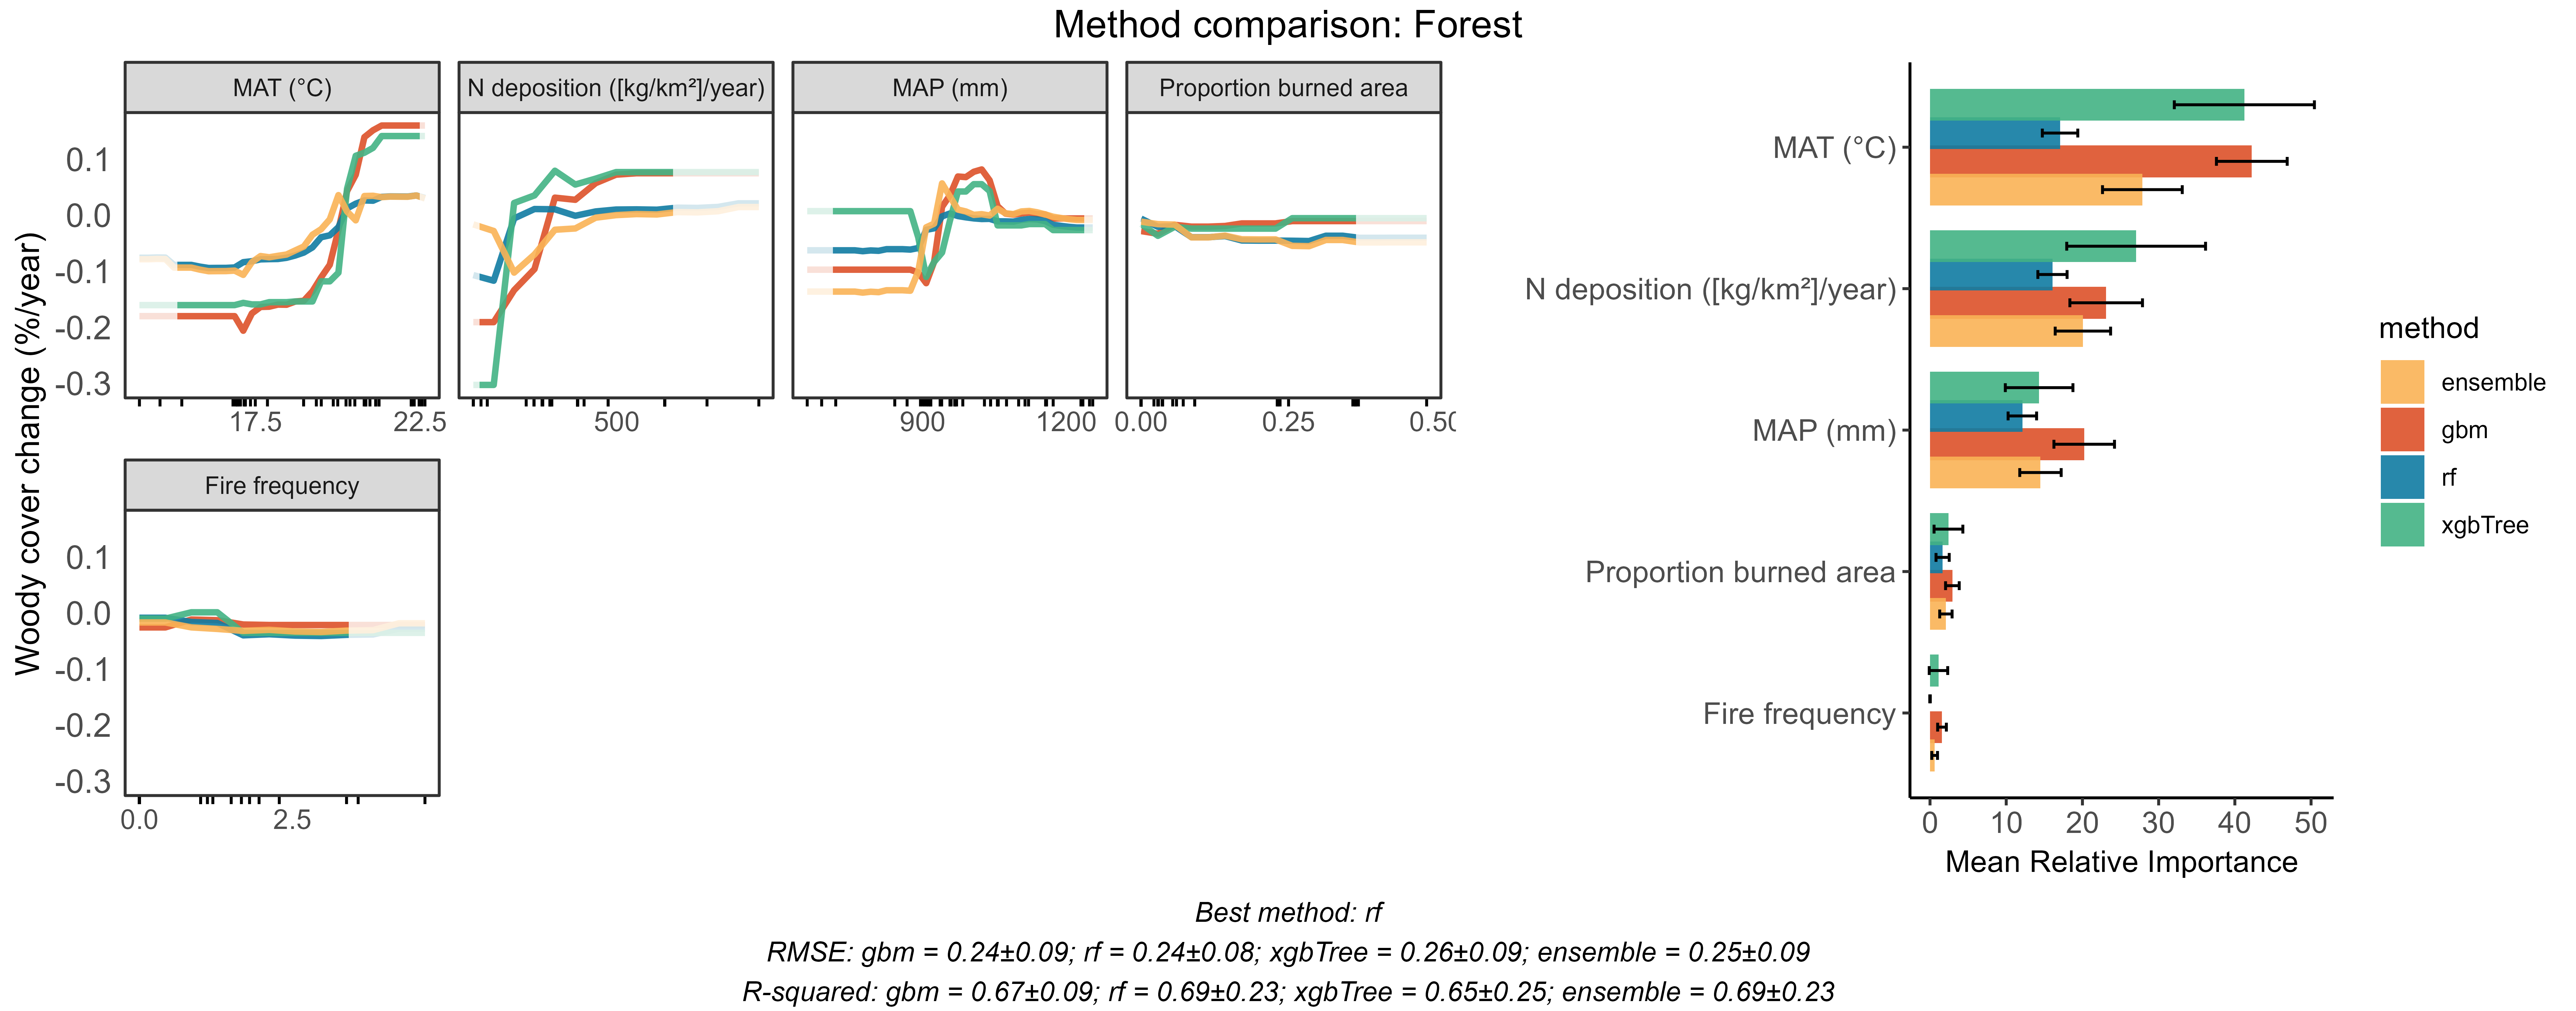 Method comparison: Forest
MAT (°C)
N deposition ([kg/km²]/year)
MAP (mm)
Proportion burned area
Woody cover change (%/year)
0.1
0.0
-0.1
-0.2
-0.3
17.5 22.5
500
900 1200
0.00 0.25 0.50
Fire frequency
0.1
0.0
-0.1
-0.2
-0.3
0.0 2.5
MAT (°C)
N deposition ([kg/km²]/year)
MAP (mm)
Proportion burned area
Fire frequency
0 10 20 30 40 50
Mean Relative Importance
method
ensemble
gbm
rf
xgbTree
Best method: rf
RMSE: gbm = 0.24±0.09; rf = 0.24±0.08; xgbTree = 0.26±0.09; ensemble = 0.25±0.09
R-squared: gbm = 0.67±0.09; rf = 0.69±0.23; xgbTree = 0.65±0.25; ensemble = 0.69±0.23